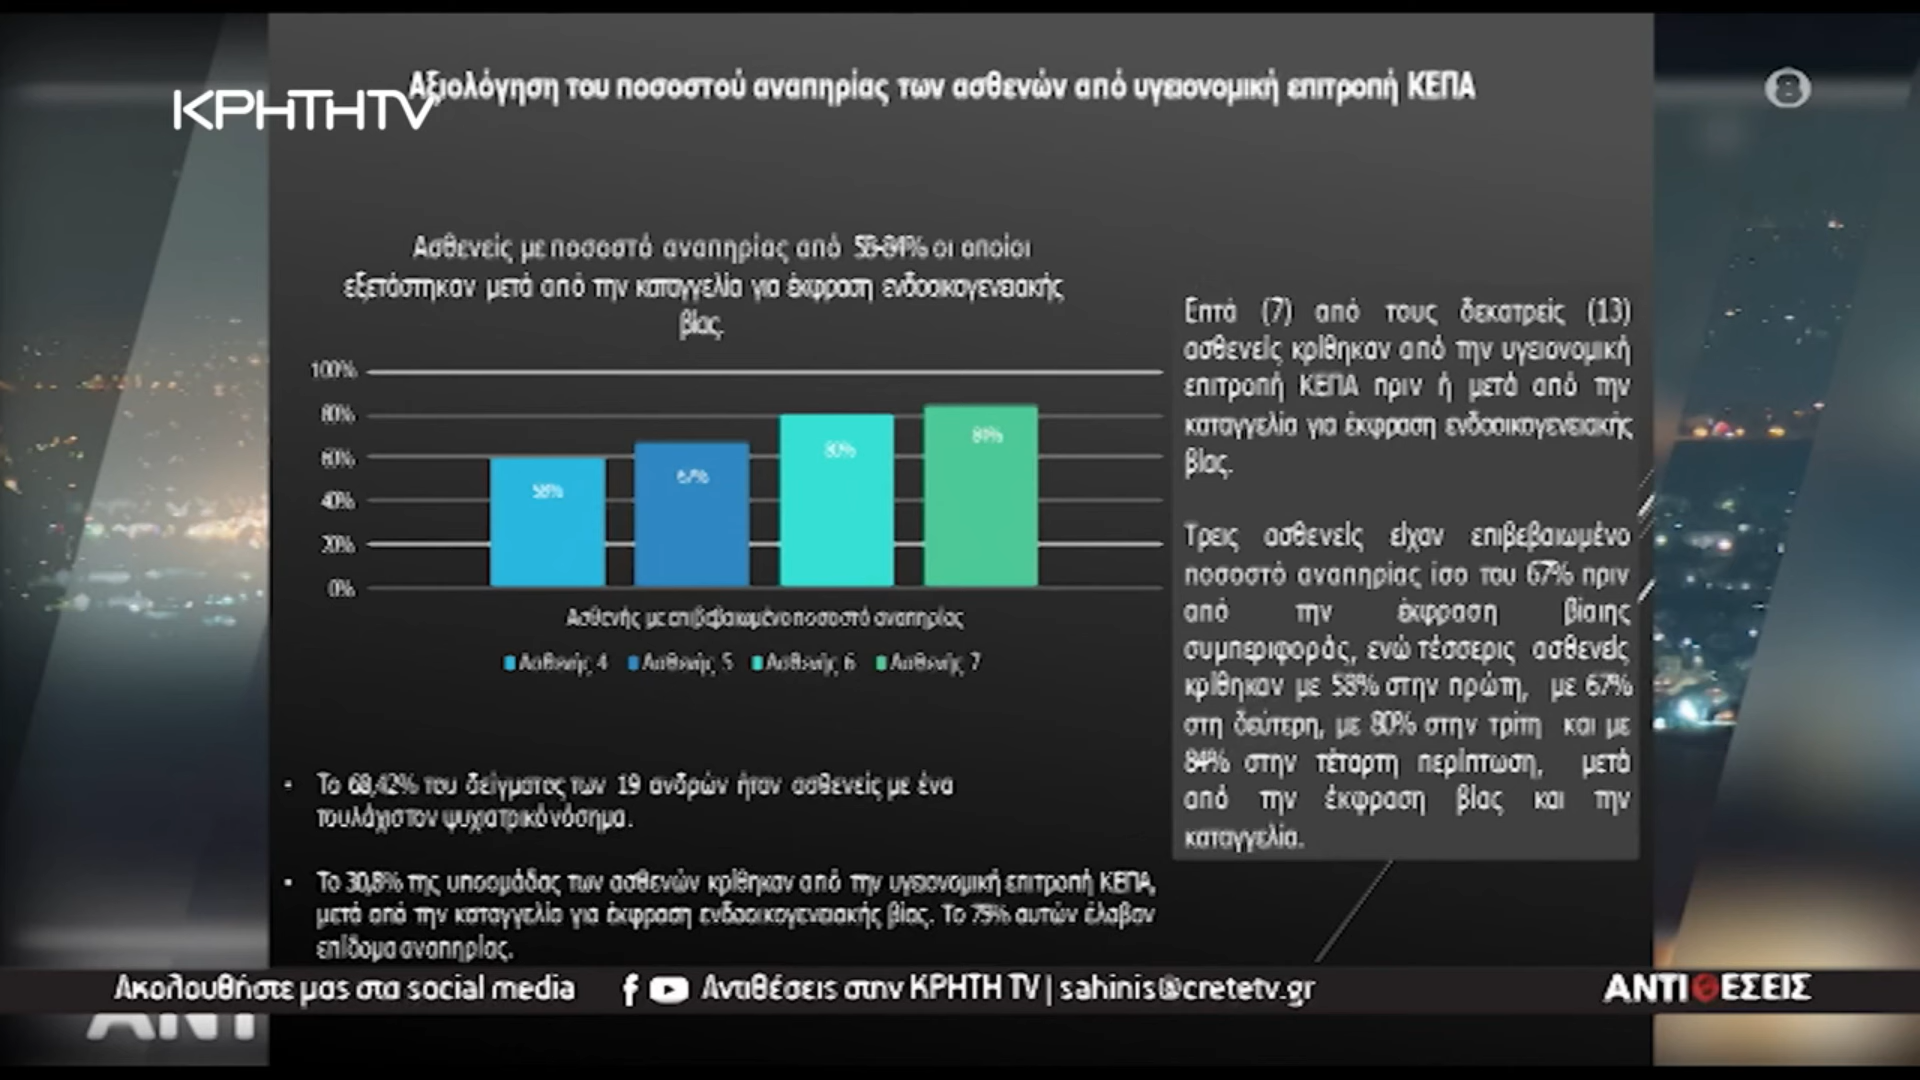 ΚΡΗΤΗTV
Αξιολόγηση του ποσοστού αναπηρίας των ασθενών από υγειονομική επιτροπή ΚΕΠΑ
8
Ασθενείς με ποσοστό αναπηρίας από 58-84% οι οποίοι
εξετάστηκαν μετά από την καταγγελία για έκφραση ενδοοικογενειακής
βίας.
100%
80%
60%
40%
20%
0%
58%
67%
80%
84%
Ασθενής με επιβεβαιωμένο ποσοστό αναπηρίας
Ασθενής 4 Ασθενής 5 Ασθενής 6 Ασθενής 7
Επτά (7) από τους δεκατρείς (13)
ασθενείς κρίθηκαν από την υγειονομική
επιτροπή ΚΕΠΑ πριν ή μετά από την
καταγγελία για έκφραση ενδοοικογενειακής
βίας.
Τρεις ασθενείς είχαν επιβεβαιωμένο
ποσοστό αναπηρίας ίσο του 67% πριν
από την έκφραση βίαιης
συμπεριφοράς, ενώ τέσσερις ασθενείς
κρίθηκαν με 58% στην πρώτη, με 67%
στη δεύτερη, με 80% στην τρίτη και με
84% στην τέταρτη περίπτωση, μετά
από την έκφραση βίας και την
καταγγελία.
• Το 68,42% του δείγματος των 19 ανδρών ήταν ασθενείς με ένα
τουλάχιστον ψυχιατρικό νόσημα.
• Το 30,8% της υποομάδας των ασθενών κρίθηκαν από την υγειονομική επιτροπή ΚΕΠΑ,
μετά από την καταγγελία για έκφραση ενδοοικογενειακής βίας. Το 75% αυτών έλαβαν
επίδομα αναπηρίας.
Ακολουθήστε μας στα social media
Αντιθέσεις στην ΚΡΗΤΗ TV | sahinis@cretetv.gr
ΑΝΤΙΘΕΣΕΙΣ